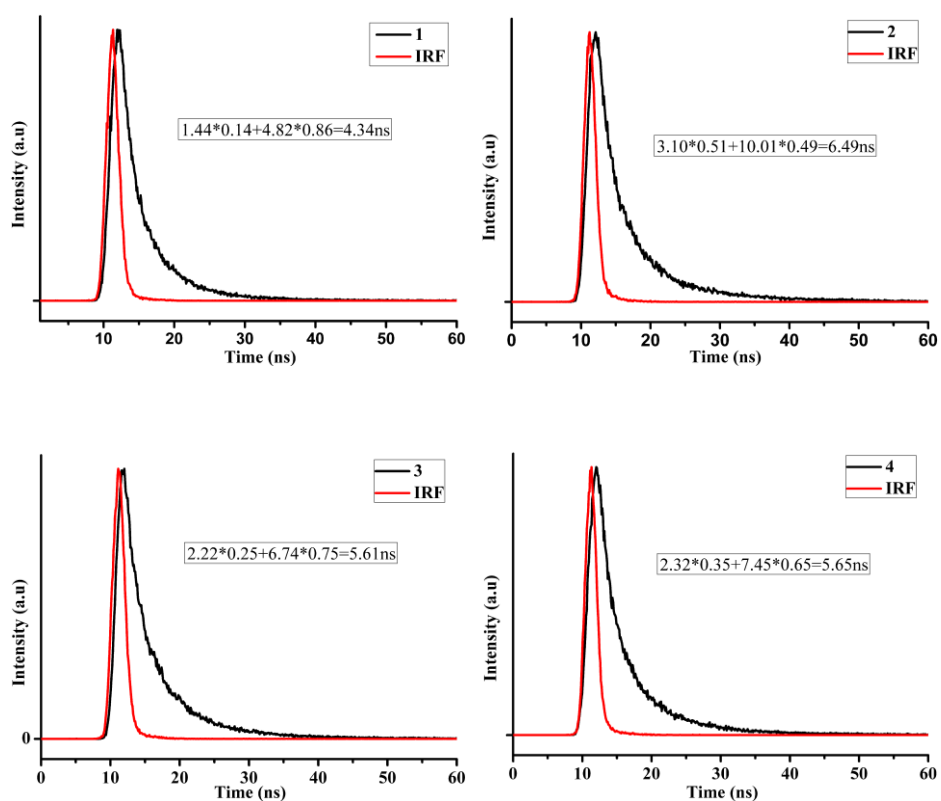 1
IRF
1.44*0.14+4.82*0.86=4.34ns
Intensity (a.u)
10 20 30 40 50 60
Time (ns)
2
IRF
3.10*0.51+10.01*0.49=6.49ns
Intensity (a.u)
0 10 20 30 40 50 60
Time (ns)
3
IRF
2.22*0.25+6.74*0.75=5.61ns
Intensity (a.u)
0
0 10 20 30 40 50 60
Time (ns)
4
IRF
2.32*0.35+7.45*0.65=5.65ns
Intensity (a.u)
0 10 20 30 40 50 60
Time (ns)